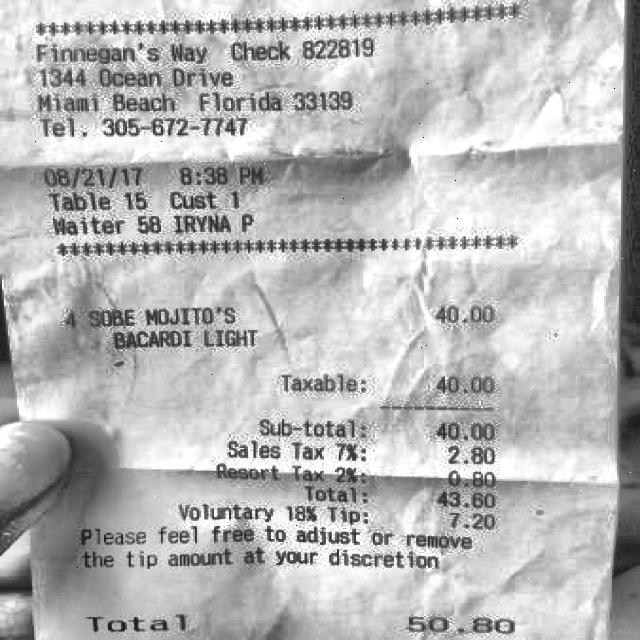 ****************************************
Finnegan's Way Check 822819
1344 Ocean Drive
Miami Beach Florida 33139
Tel. 305-672-7747
08/21/17 8:38 PM
Table 15 Cust 1
Waiter 58 IRYNA P
****************************************
4 SOBE MOJITO'S 40.00
BACARDI LIGHT
Taxable: 40.00
Sub-total: 40.00
Sales Tax 7%: 2.80
Resort Tax 2%: 0.80
Total: 43.60
Voluntary 18% Tip: 7.20
Please feel free to adjust or remove
the tip amount at your discretion
Total 50.80